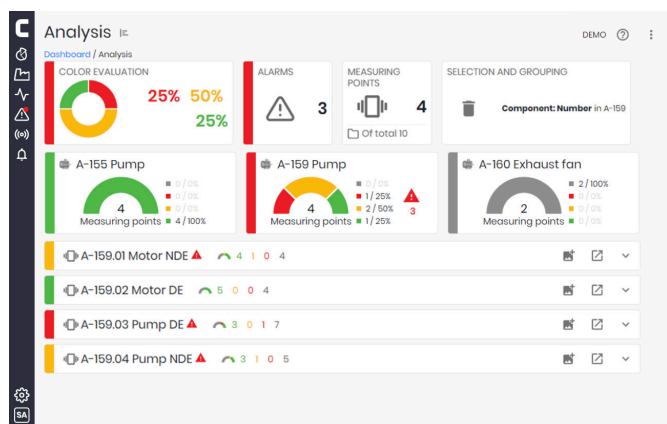 Analysis
DEMO
Dashboard / Analysis
COLOR EVALUATION
25% 50%
25%
ALARMS
3
MEASURING
POINTS
4
Of total 10
SELECTION AND GROUPING
Component: Number in A-159
A-155 Pump
0 / 0%
0 / 0%
0 / 0%
4 / 100%
4
Measuring points
A-159 Pump
0 / 0%
1 / 25%
2 / 50%
1 / 25%
4
Measuring points
3
A-160 Exhaust fan
2 / 100%
0 / 0%
0 / 0%
0 / 0%
2
Measuring points
A-159.01 Motor NDE 4 1 0 4
A-159.02 Motor DE 5 0 0 4
A-159.03 Pump DE 3 0 1 7
A-159.04 Pump NDE 3 1 0 5
SA